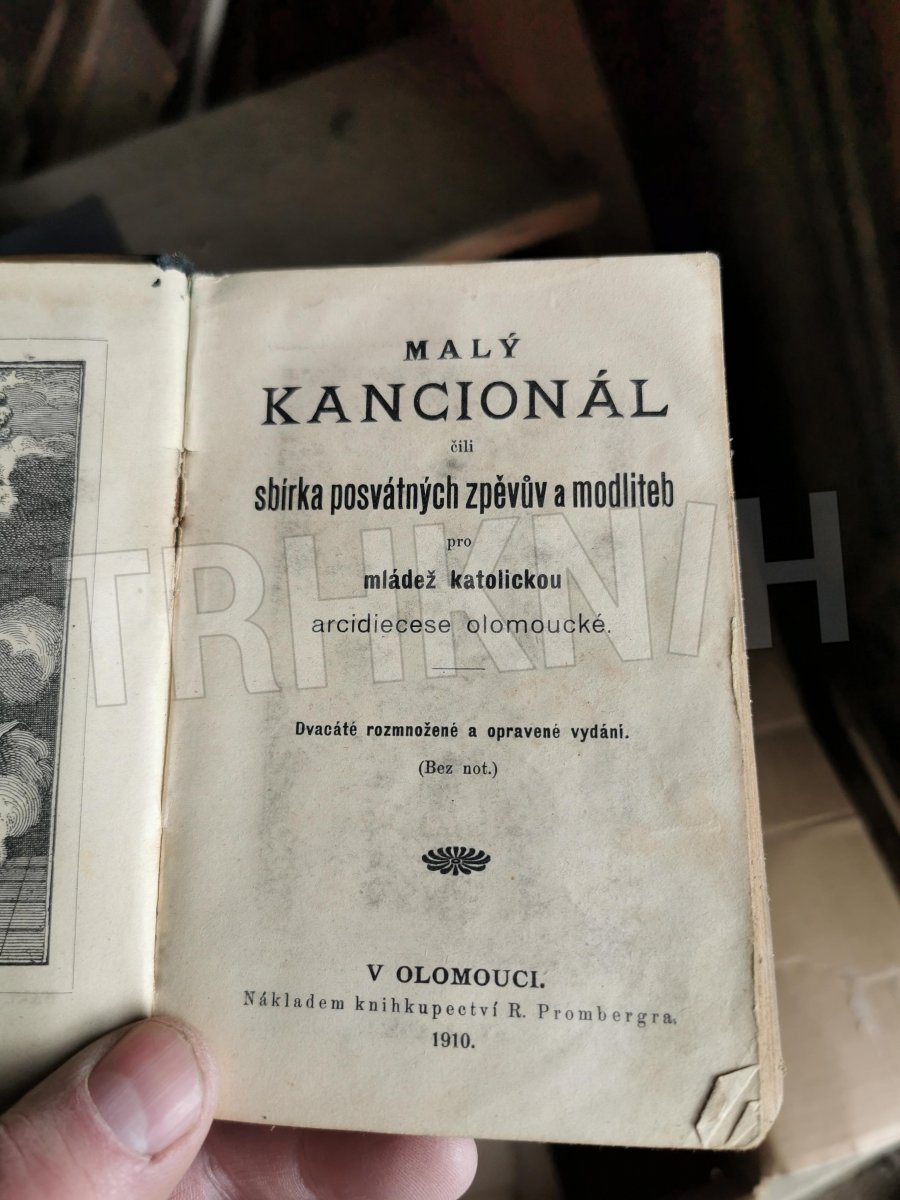 MALÝ
KANCIONÁL
čili
sbírka posvátných zpěvův a modliteb
pro
mládež katolickou
arcidiecese olomoucké.
Dvacáté rozmnožené a opravené vydání.
(Bez not.)
V OLOMOUCI.
Nákladem knihkupectví R. Prombergra,
1910.
TRHKNIH